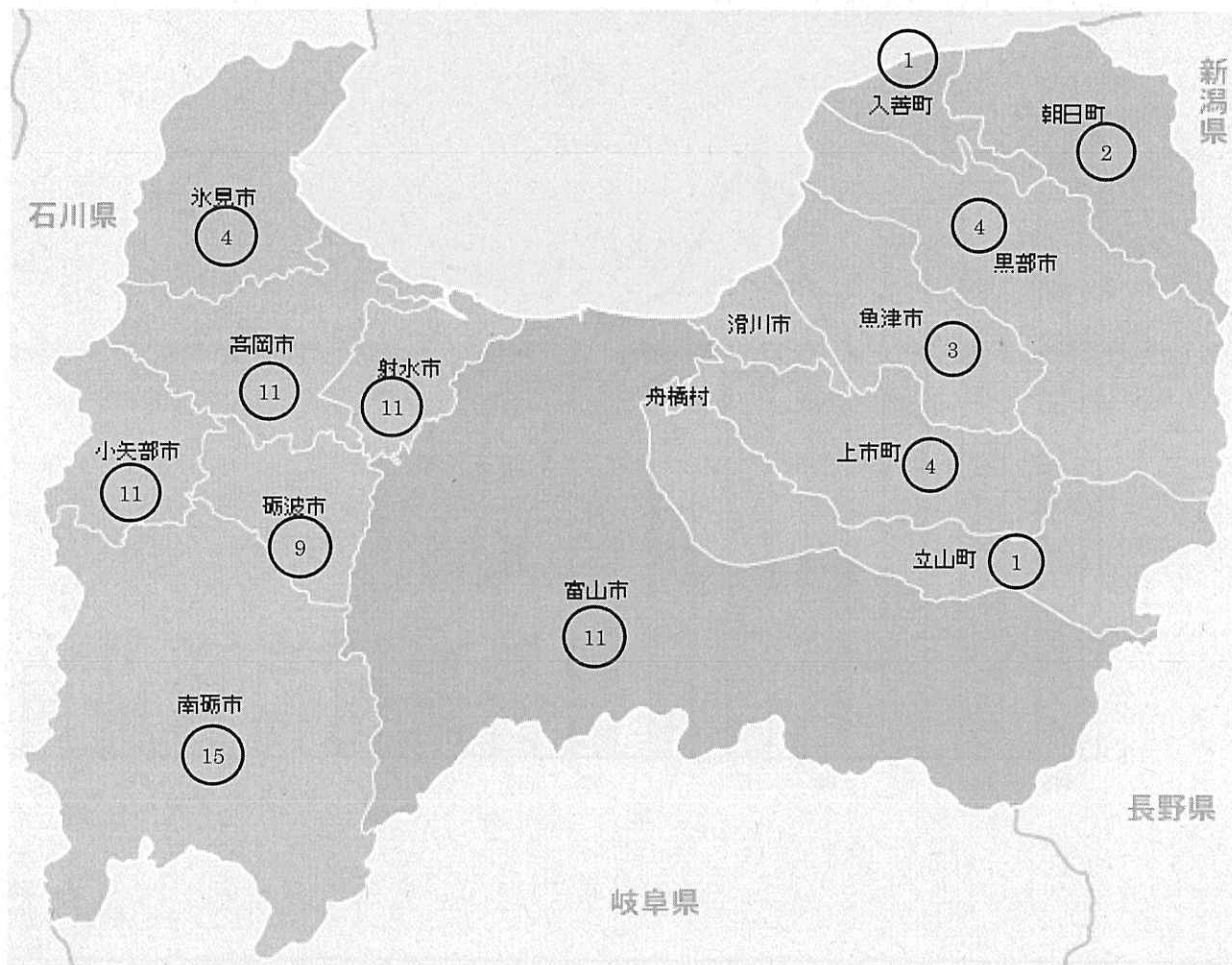 1
入善町
新潟県
朝日町
2
氷見市
4
石川県
4
黒部市
滑川市
魚津市
3
高岡市
11
射水市
11
舟橋村
小矢部市
11
上市町
4
砺波市
9
立山町
1
富山市
11
南砺市
15
長野県
岐阜県